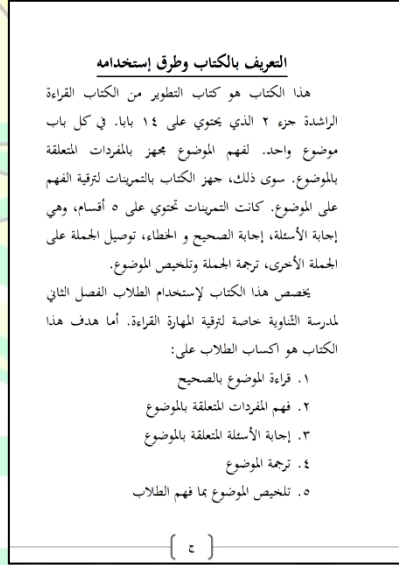 التعريف بالكتاب وطرق إستخدامه
هذا الكتاب هو كتاب التطوير من الكتاب القراءة
الراشدة جزء ٢ الذي يحتوي على ١٤ بابا. في كل باب
موضوع واحد. لفهم الموضوع مجهز بالمفردات المتعلقة
بالموضوع. سوى ذلك، جهز الكتاب بالتمرينات لترقية الفهم
على الموضوع. كانت التمرينات تحتوي على ٥ أقسام، وهي
إجابة الأسئلة، إجابة الصحيح و الخطاء، توصيل الجملة على
الجملة الأخرى، ترجمة الجملة وتلخيص الموضوع.
يخصص هذا الكتاب لإستخدام الطلاب الفصل الثاني
لمدرسة الثّناوية خاصة لترقية المهارة القراءة. أما هدف هذا
الكتاب هو اكساب الطلاب على:
١. قراءة الموضوع بالصحيح
٢. فهم المفردات المتعلقة بالموضوع
٣. إجابة الأسئلة المتعلقة بالموضوع
٤. ترجمة الموضوع
٥. تلخيص الموضوع بما فهم الطلاب
ج